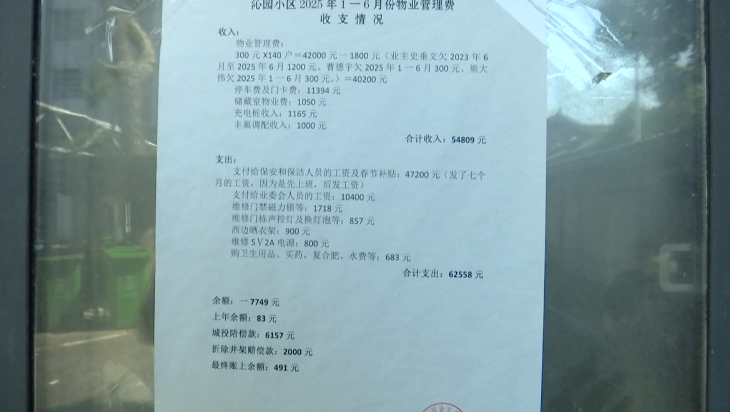 沁园小区 2025 年 1 一 6 月份物业管理费
收 支 情 况
收入:
物业管理费:
300 元 X140 户＝42000 元一 1800 元（业主史垂文欠 2023 年 6
月至 2025 年 6 月 1200 元。曹德宇欠 2025 年 1 一 6 月 300 元。熊大
伟欠 2025 年 1 一 6 月 300 元。）＝40200 元
停车费及门卡费: 11394 元
储藏室物业费: 1050 元
充电桩收入: 1165 元
丰巢调配收入: 1000 元
合计收入: 54809 元
支出:
支付给保安和保洁人员的工资及春节补贴: 47200 元（发了七个
月的工资，因为是先上班，后发工资）
支付给业委会人员的工资: 10400 元
维修门禁磁力锁等: 1718 元
维修门栋声控灯及换灯泡等: 857 元
西边晒衣架: 900 元
维修 5V2A 电源: 800 元
购卫生用品、买药、复合肥、水费等: 683 元
合计支出: 62558 元
余额: 一 7749 元
上年余额: 83 元
城投陪偿款: 6157 元
折除井架赔偿款: 2000 元
最终账上余额: 491 元